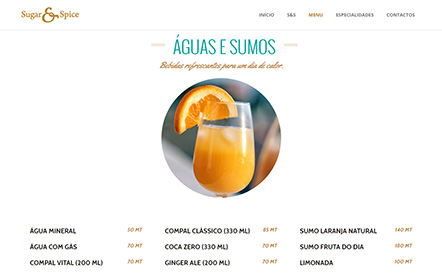 Sugar & Spice
INÍCIO S&S MENU ESPECIALIDADES CONTACTOS
ÁGUAS E SUMOS
Bebidas refrescantes para um dia de calor.
ÁGUA MINERAL 50 MT COMPAL CLÁSSICO (330 ML) 85 MT SUMO LARANJA NATURAL 140 MT
ÁGUA COM GÁS 70 MT COCA ZERO (330 ML) 70 MT SUMO FRUTA DO DIA 180 MT
COMPAL VITAL (200 ML) 70 MT GINGER ALE (200 ML) 70 MT LIMONADA 100 MT